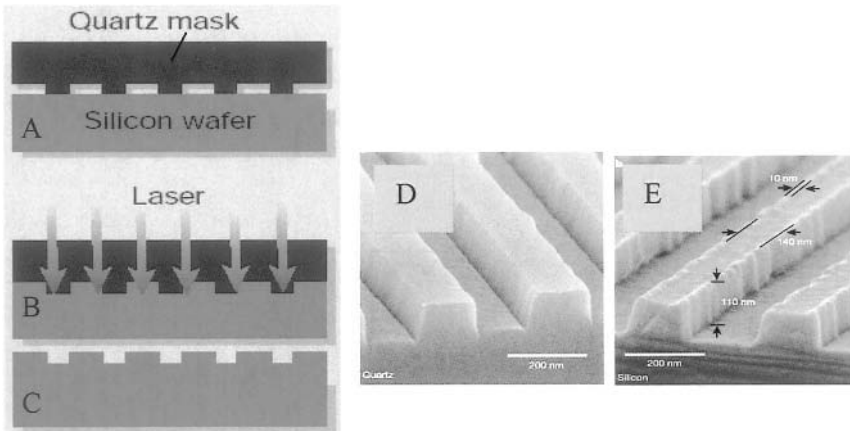 Quartz mask
A
Silicon wafer
Laser
B
C
D
200 nm
Quartz
E
10 nm
140 nm
110 nm
200 nm
Silicon